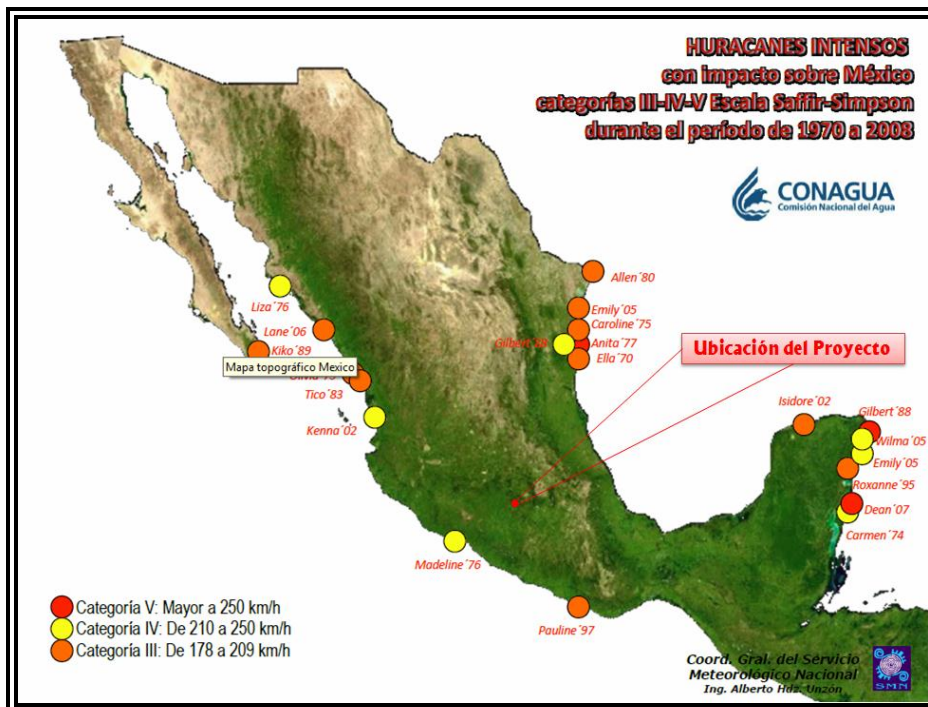 HURACANES INTENSOS
con impacto sobre México
categorías III-IV-V Escala Saffir-Simpson
durante el período de 1970 a 2008
CONAGUA
Comisión Nacional del Agua
Allen´80
Liza´76
Emily´05
Lane´06
Caroline´75
Gilbert´88
Anita´77
Kiko´89
Ella´70
Ubicación del Proyecto
Mapa topográfico Mexico
Tico´83
Isidore´02
Gilbert´88
Kenna´02
Wilma´05
Emily´05
Roxanne´95
Dean´07
Carmen´74
Madeline´76
Pauline´97
Categoría V: Mayor a 250 km/h
Categoría IV: De 210 a 250 km/h
Categoría III: De 178 a 209 km/h
Coord. Gral. del Servicio
Meteorológico Nacional
Ing. Alberto Hdz. Unzón
SMN